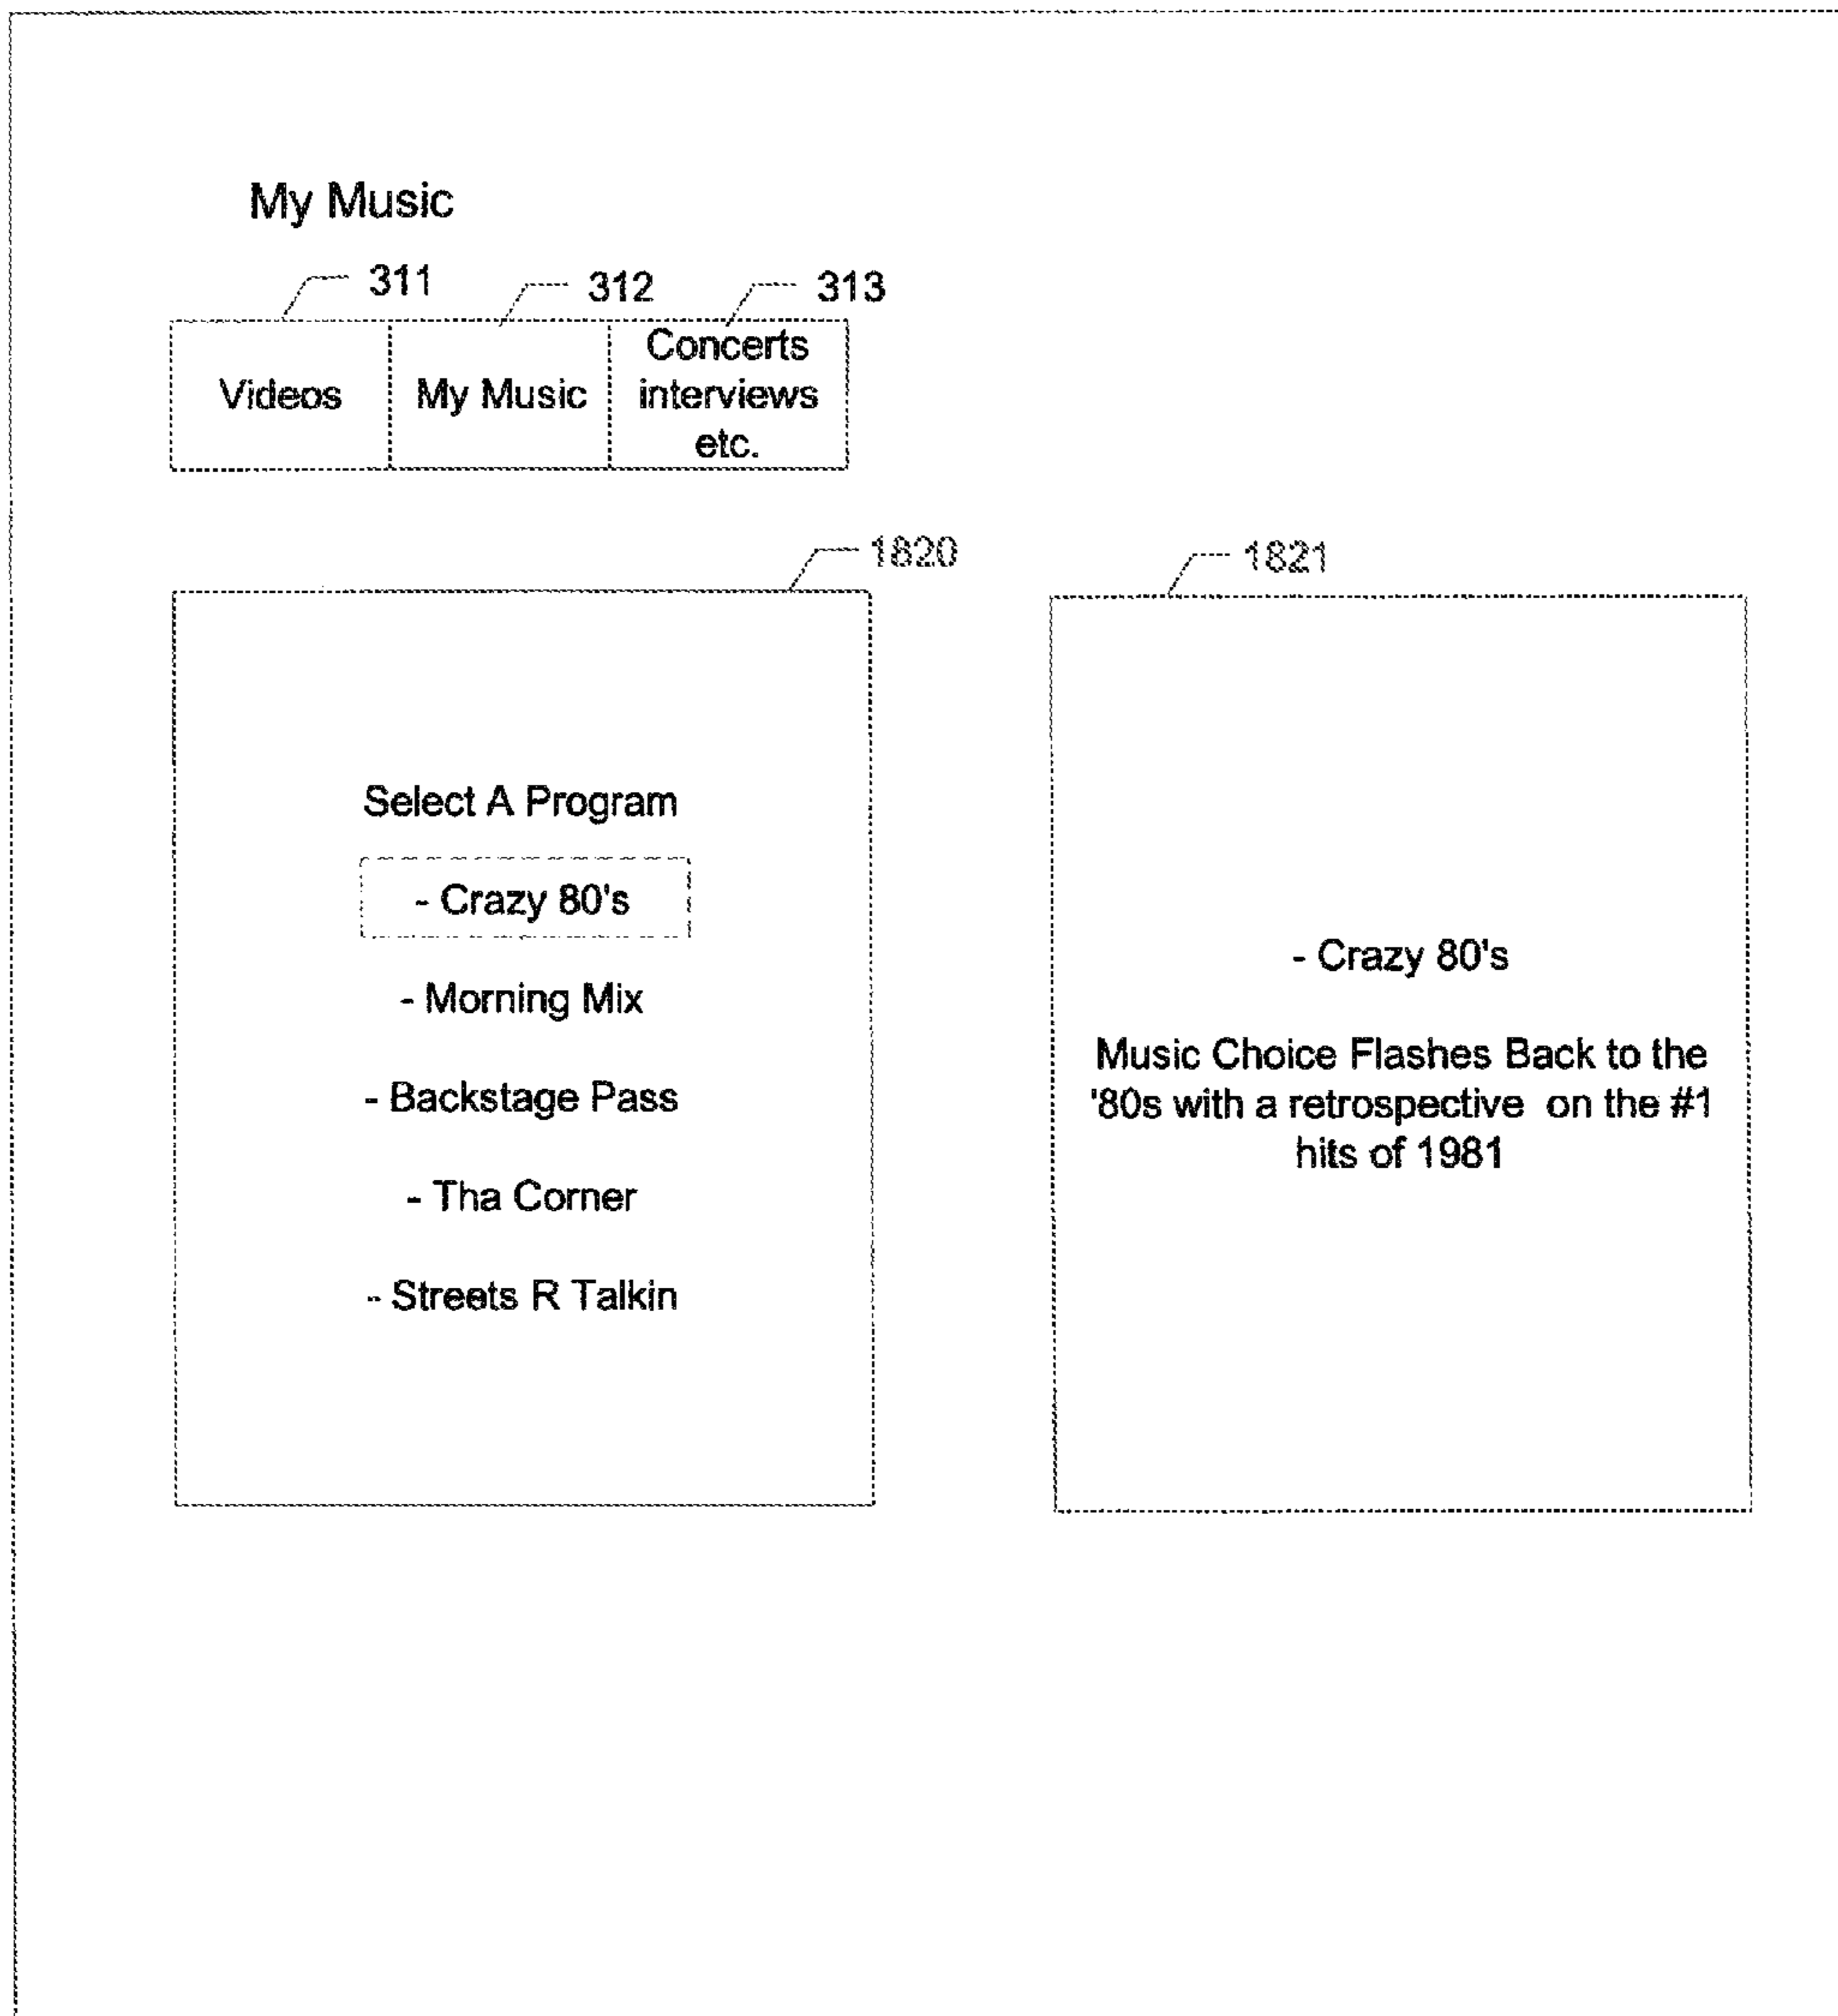 My Music
311
312
313
Videos
My Music
Concerts
interviews
etc.
1820
1821
Select A Program
- Crazy 80's
- Morning Mix
- Backstage Pass
- Tha Corner
- Streets R Talkin
- Crazy 80's
Music Choice Flashes Back to the
'80s with a retrospective on the #1
hits of 1981